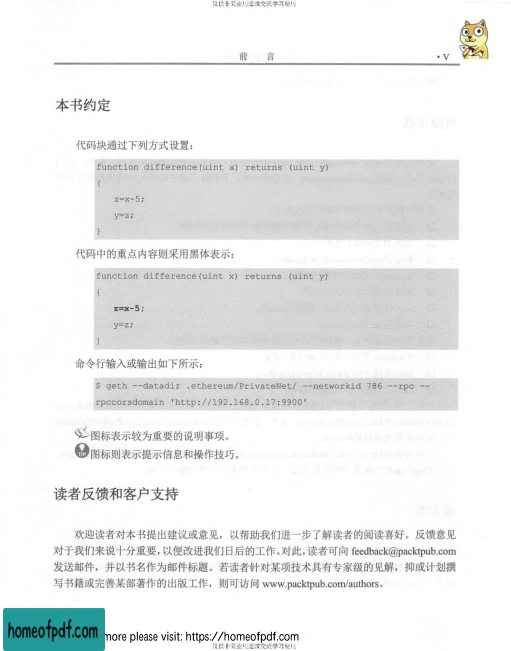 仅供非商业用途或交流学习使用
前 言
·V
本书约定
代码块通过下列方式设置：
function difference(uint x) returns (uint y)
{
z=x-5;
y=z;
}
代码中的重点内容则采用黑体表示：
function difference(uint x) returns (uint y)
{
z=x-5;
y=z;
}
命令行输入或输出如下所示：
$ geth --datadir .ethereum/PrivateNet/ --networkid 786 --rpc --
rpccorsdomain 'http://192.168.0.17:9900'
图标表示较为重要的说明事项。
图标则表示提示信息和操作技巧。
读者反馈和客户支持
欢迎读者对本书提出建议或意见，以帮助我们进一步了解读者的阅读喜好。反馈意见
对于我们来说十分重要，以便改进我们日后的工作。对此，读者可向 feedback@packtpub.com
发送邮件，并以书名作为邮件标题。若读者针对某项技术具有专家级的见解，抑或计划撰
写书籍或完善某部著作的出版工作，则可访问 www.packtpub.com/authors。
homeofpdf.com
more please visit: https://homeofpdf.com
仅供非商业用途或交流学习使用